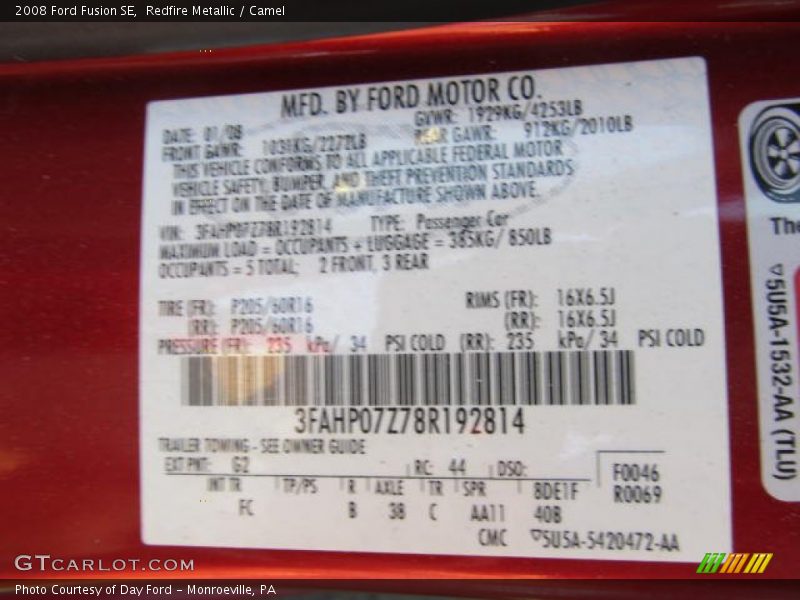 2008 Ford Fusion SE, Redfire Metallic / Camel
MFD. BY FORD MOTOR CO.
DATE: 01/08 GVWR: 1929KG/4253LB
FRONT GAWR: 1031KG/2272LB REAR GAWR: 912KG/2010LB
THIS VEHICLE CONFORMS TO ALL APPLICABLE FEDERAL MOTOR
VEHICLE SAFETY, BUMPER, AND THEFT PREVENTION STANDARDS
IN EFFECT ON THE DATE OF MANUFACTURE SHOWN ABOVE.
VIN: 3FAHP07Z78R192814 TYPE: Passenger Car
MAXIMUM LOAD = OCCUPANTS + LUGGAGE = 385KG/ 850LB
OCCUPANTS = 5 TOTAL; 2 FRONT, 3 REAR
TIRE (FR): P205/60R16 RIMS (FR): 16X6.5J
(RR): P205/60R16 (RR): 16X6.5J
PRESSURE (FR): 235 kPa/ 34 PSI COLD (RR): 235 kPa/ 34 PSI COLD
3FAHP07Z78R192814
TRAILER TOWING - SEE OWNER GUIDE
EXT PNT: G2 RC: 44 DSO: F0046
INT TR TP/PS R AXLE TR SPR 8DE1F R0069
FC B 38 C AA11 40B
CMC ▽5U5A-5420472-AA
The
▽5U5A-1532-AA (TLU)
GTCARLOT.COM
Photo Courtesy of Day Ford – Monroeville, PA